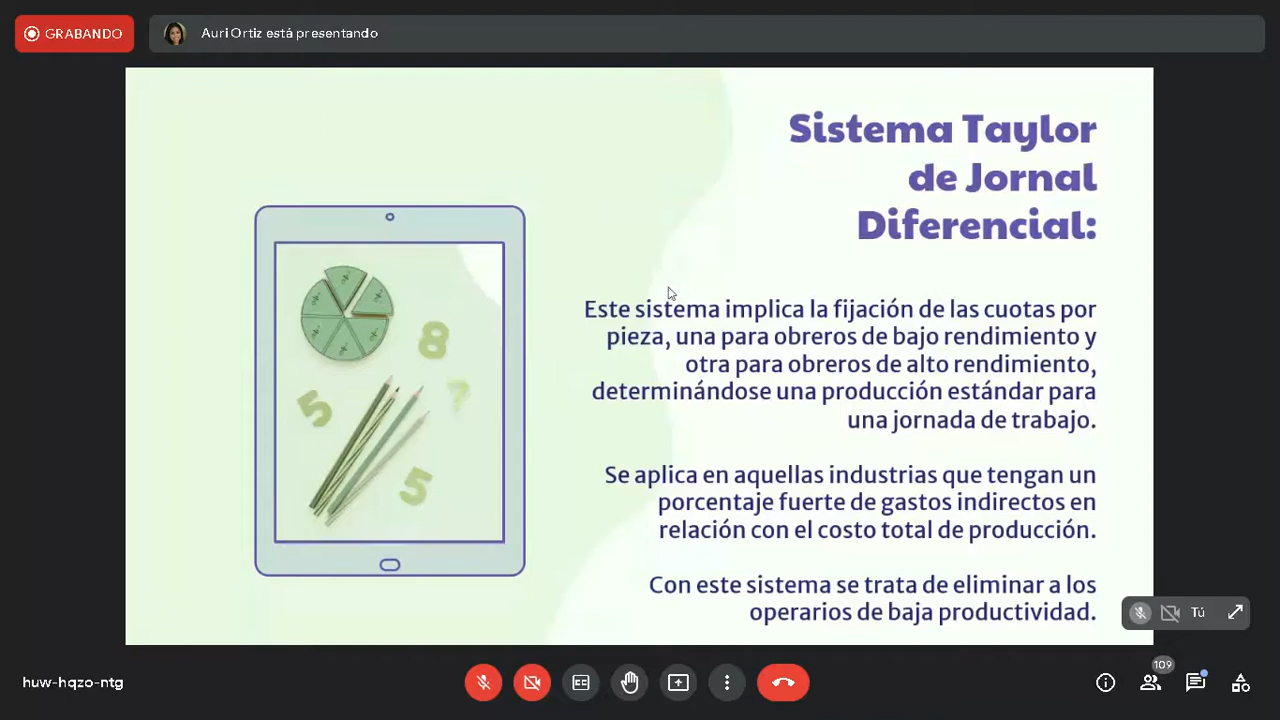 GRABANDO
Auri Ortiz está presentando
Sistema Taylor
de Jornal
Diferencial:
Este sistema implica la fijación de las cuotas por
pieza, una para obreros de bajo rendimiento y
otra para obreros de alto rendimiento,
determinándose una producción estándar para
una jornada de trabajo.
Se aplica en aquellas industrias que tengan un
porcentaje fuerte de gastos indirectos en
relación con el costo total de producción.
Con este sistema se trata de eliminar a los
operarios de baja productividad.
8
5
7
5
Tú
huw-hqzo-ntg
109